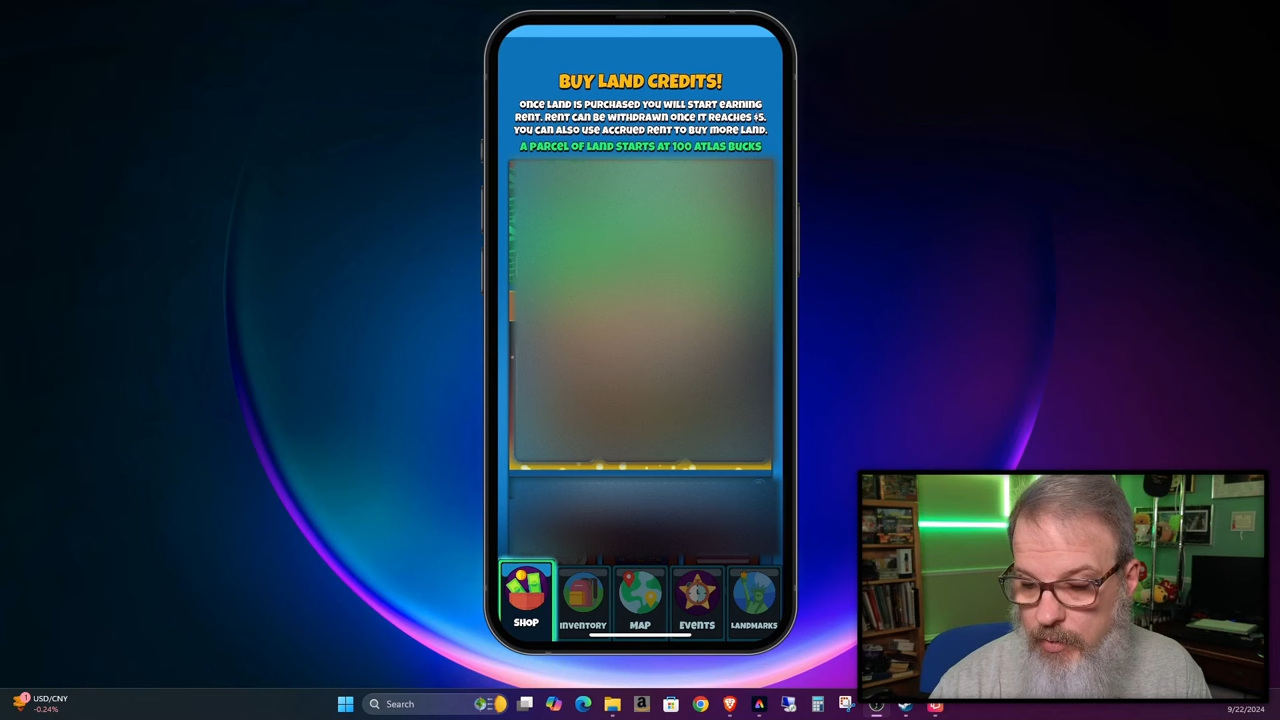 BUY LAND CREDITS!
ONCE LAND IS PURCHASED YOU WILL START EARNING
RENT. RENT CAN BE WITHDRAWN ONCE IT REACHES $5.
YOU CAN ALSO USE ACCRUED RENT TO BUY MORE LAND.
A PARCEL OF LAND STARTS AT 100 ATLAS BUCKS
SHOP
INVENTORY
MAP
EVENTS
LANDMARKS
USD/CNY
-0.24%
Search
9/22/2024